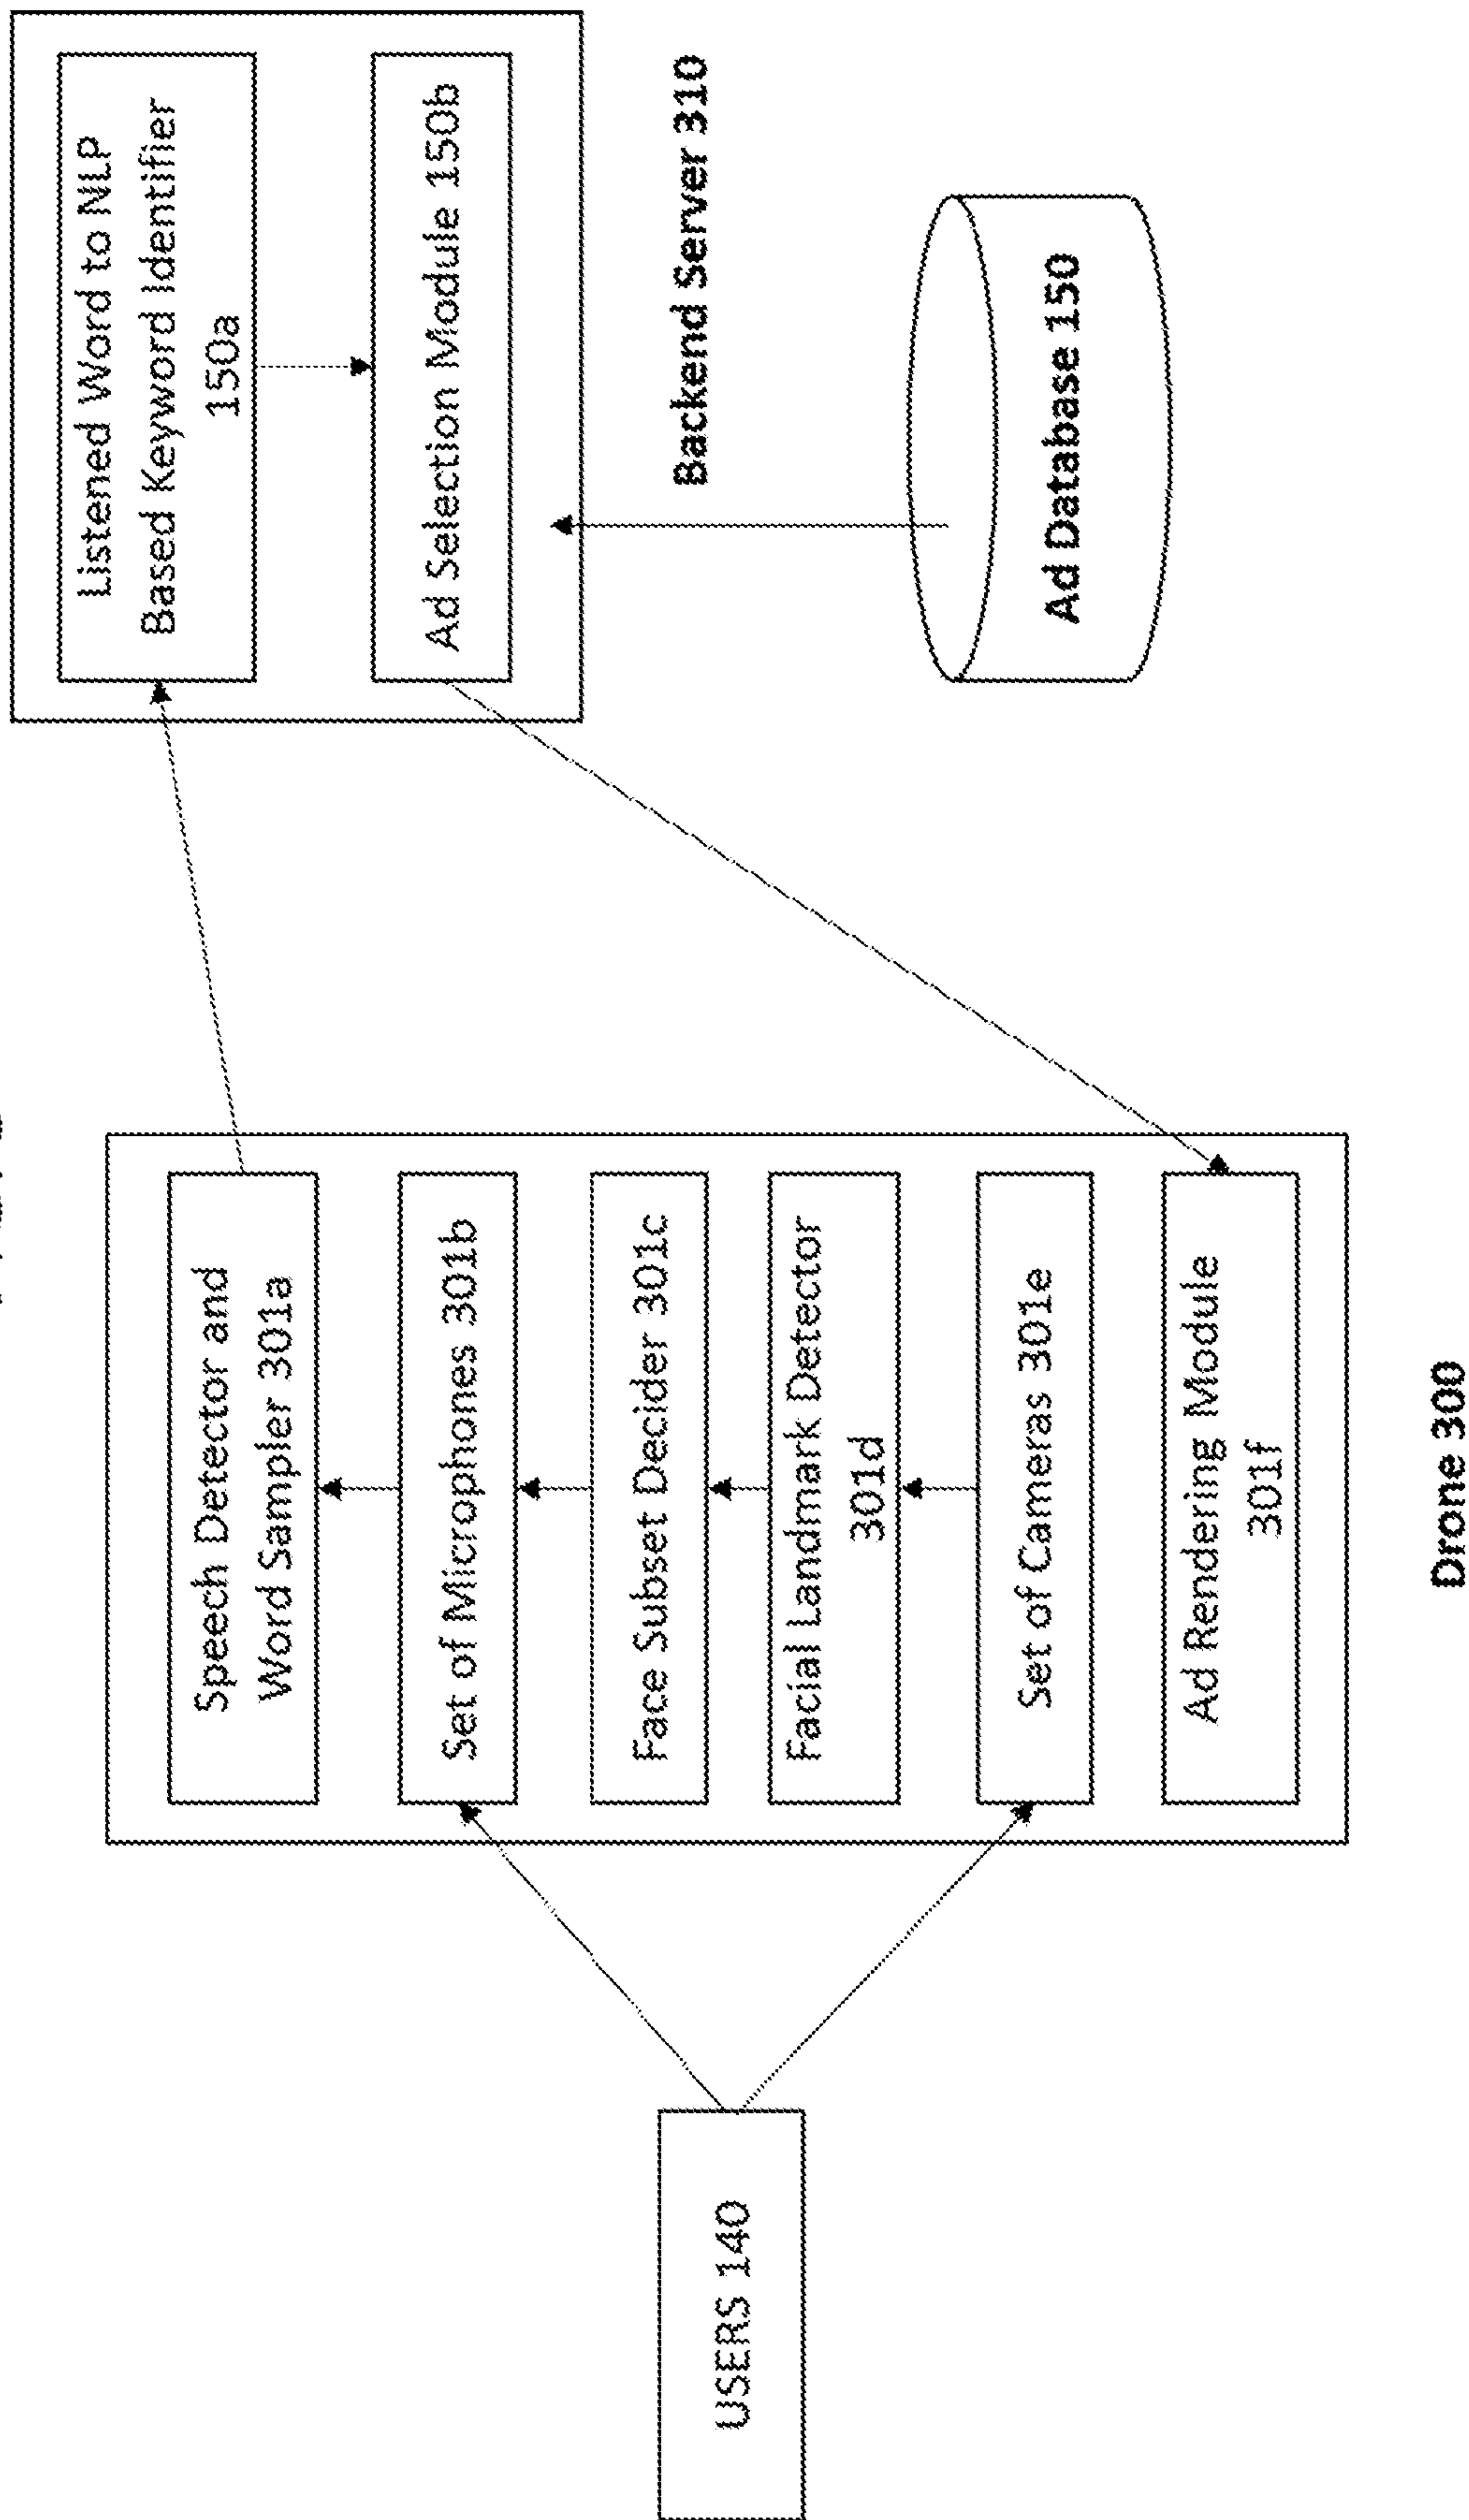 USERS 140
Speech Detector and
Word Sampler 301a
Set of Microphones 301b
Face Subset Decider 301c
Facial Landmark Detector
301d
Set of Cameras 301e
Ad Rendering Module
301f
Drone 300
Listened Word to NLP
Based Keyword Identifier
150a
Ad Selection Module 150b
Backend Server 310
Ad Database 150